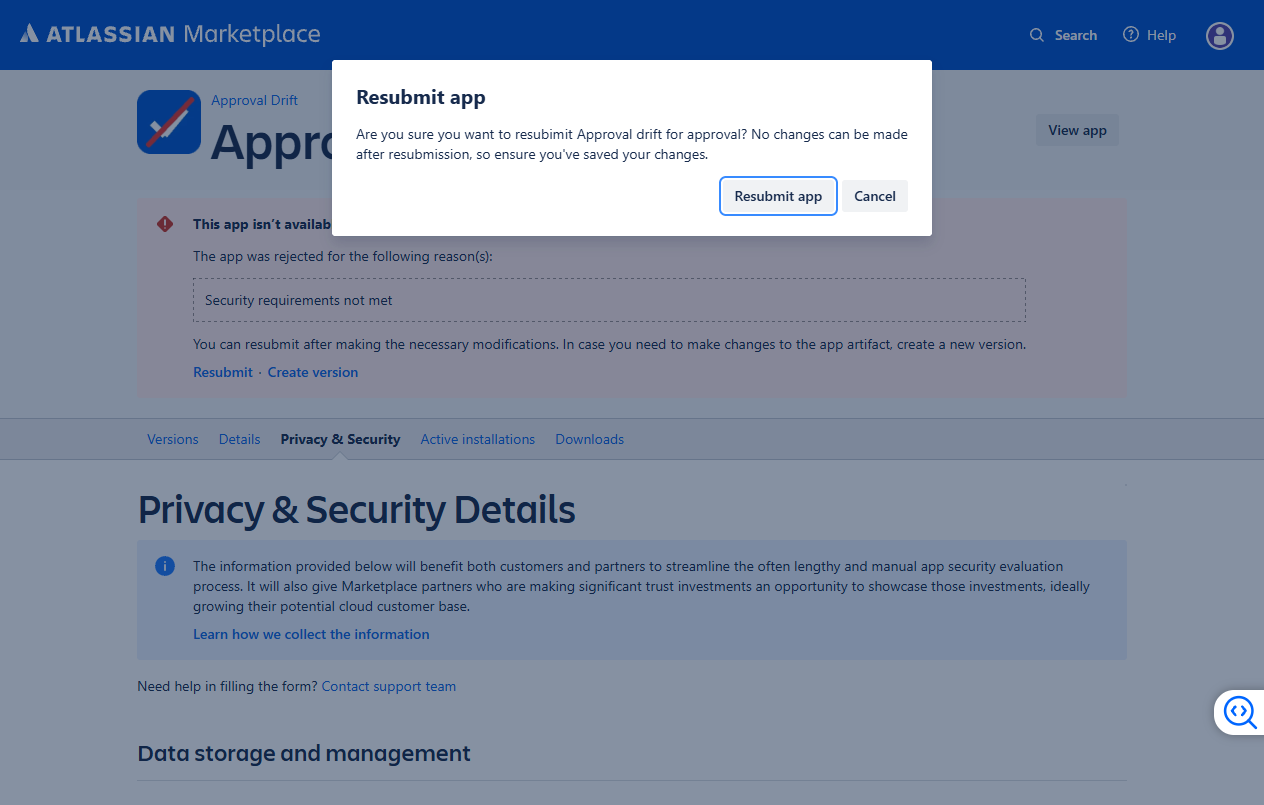 ATLASSIAN Marketplace
Search
Help
Resubmit app
Are you sure you want to resubimit Approval drift for approval? No changes can be made
after resubmission, so ensure you've saved your changes.
Resubmit app
Cancel
Approval Drift
Appro
View app
This app isn't availab
The app was rejected for the following reason(s):
Security requirements not met
You can resubmit after making the necessary modifications. In case you need to make changes to the app artifact, create a new version.
Resubmit · Create version
Versions
Details
Privacy & Security
Active installations
Downloads
Privacy & Security Details
The information provided below will benefit both customers and partners to streamline the often lengthy and manual app security evaluation
process. It will also give Marketplace partners who are making significant trust investments an opportunity to showcase those investments, ideally
growing their potential cloud customer base.
Learn how we collect the information
Need help in filling the form? Contact support team
Data storage and management